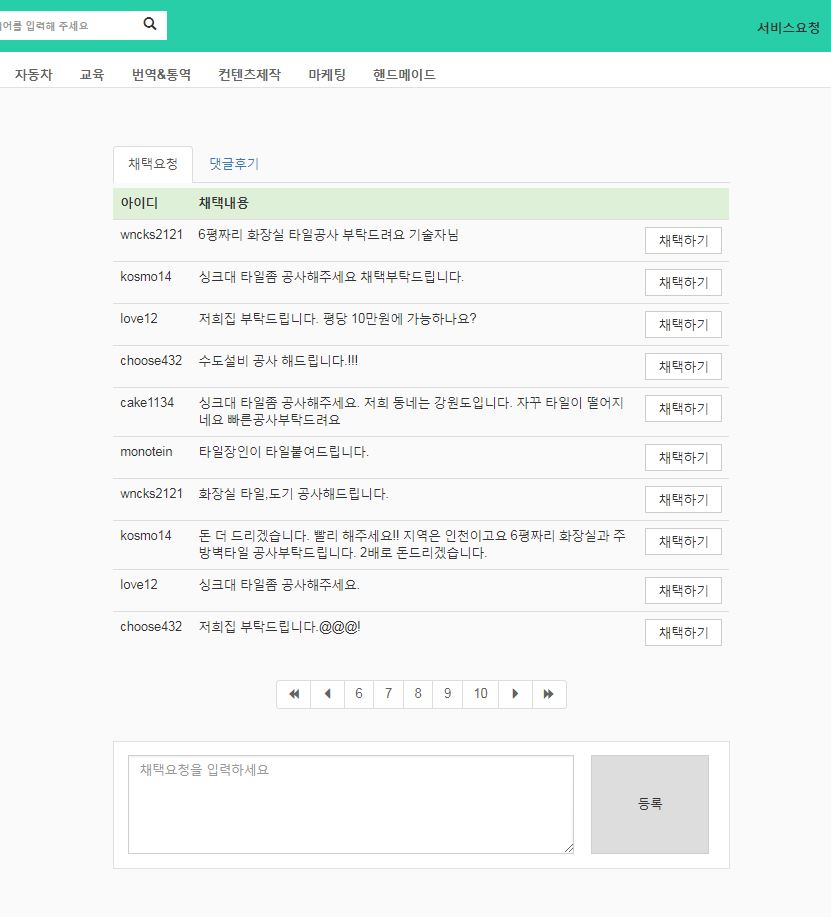 어를 입력해 주세요
서비스요청
자동차 교육 번역&통역 컨텐츠제작 마케팅 핸드메이드
채택요청 댓글후기
아이디 채택내용
wncks2121 6평짜리 화장실 타일공사 부탁드려요 기술자님 채택하기
kosmo14 싱크대 타일좀 공사해주세요 채택부탁드립니다. 채택하기
love12 저희집 부탁드립니다. 평당 10만원에 가능하나요? 채택하기
choose432 수도설비 공사 해드립니다.!!! 채택하기
cake1134 싱크대 타일좀 공사해주세요. 저희 동네는 강원도입니다. 자꾸 타일이 떨어지 채택하기
네요 빠른공사부탁드려요
monotein 타일장인이 타일붙여드립니다. 채택하기
wncks2121 화장실 타일,도기 공사해드립니다. 채택하기
kosmo14 돈 더 드리겠습니다. 빨리 해주세요!! 지역은 인천이고요 6평짜리 화장실과 주 채택하기
방벽타일 공사부탁드립니다. 2배로 돈드리겠습니다.
love12 싱크대 타일좀 공사해주세요. 채택하기
choose432 저희집 부탁드립니다.@@@! 채택하기
6 7 8 9 10
채택요청을 입력하세요
등록